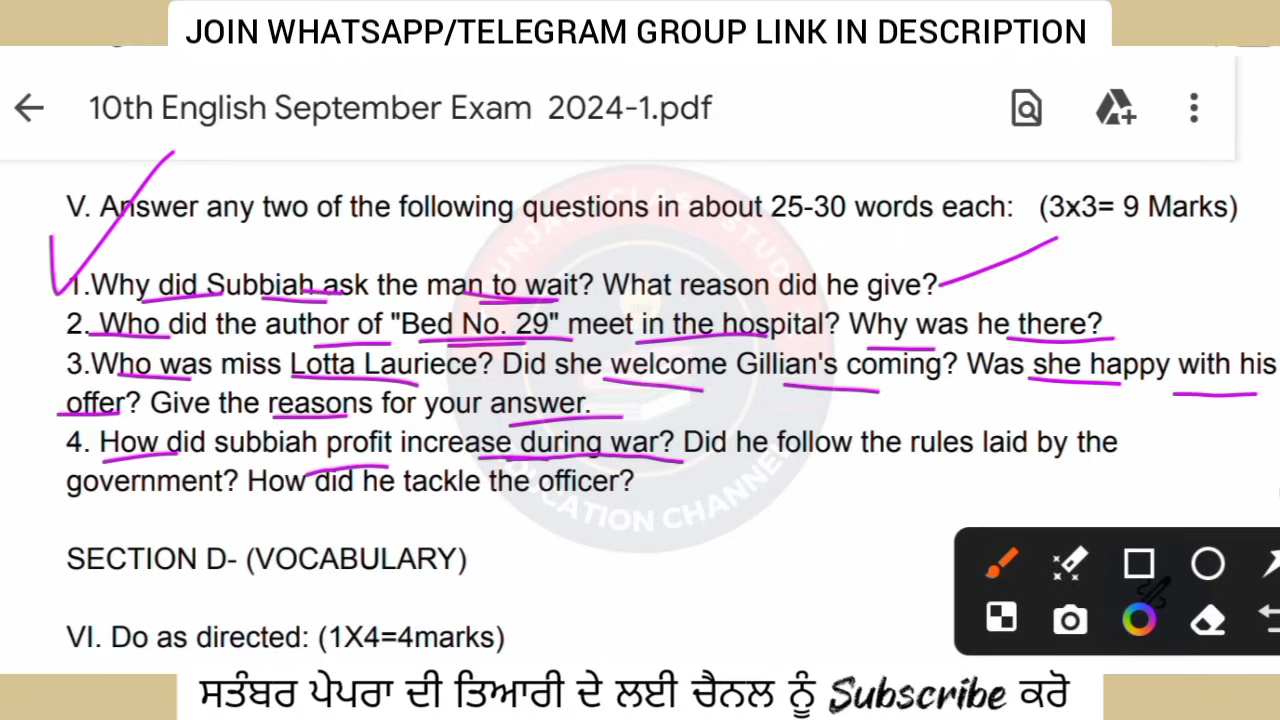 JOIN WHATSAPP/TELEGRAM GROUP LINK IN DESCRIPTION
10th English September Exam 2024-1.pdf
V. Answer any two of the following questions in about 25-30 words each: (3x3= 9 Marks)
1.Why did Subbiah ask the man to wait? What reason did he give?
2. Who did the author of "Bed No. 29" meet in the hospital? Why was he there?
3.Who was miss Lotta Lauriece? Did she welcome Gillian's coming? Was she happy with his
offer? Give the reasons for your answer.
4. How did subbiah profit increase during war? Did he follow the rules laid by the
government? How did he tackle the officer?
SECTION D- (VOCABULARY)
VI. Do as directed: (1X4=4marks)
ਸਤੰਬਰ ਪੇਪਰਾ ਦੀ ਤਿਆਰੀ ਦੇ ਲਈ ਚੈਨਲ ਨੂੰ Subscribe ਕਰੋ
EDUCATION CHANNEL